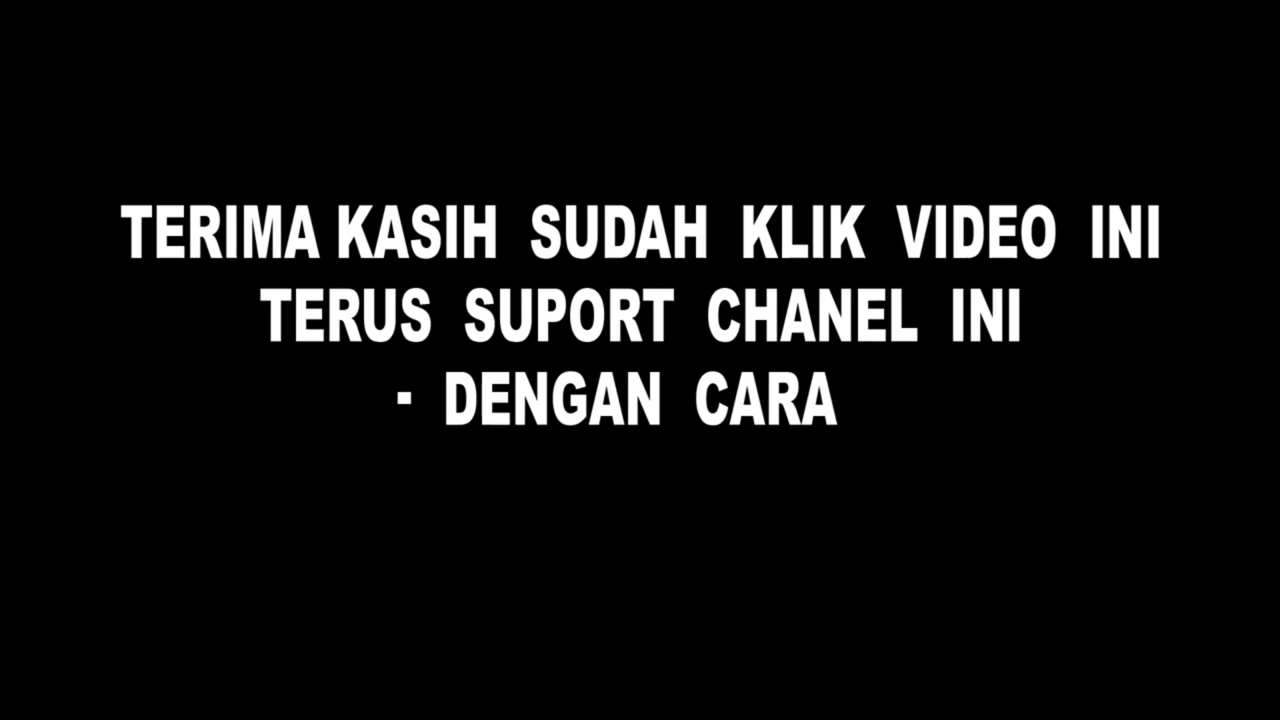 TERIMA KASIH SUDAH KLIK VIDEO INI
TERUS SUPORT CHANEL INI
- DENGAN CARA